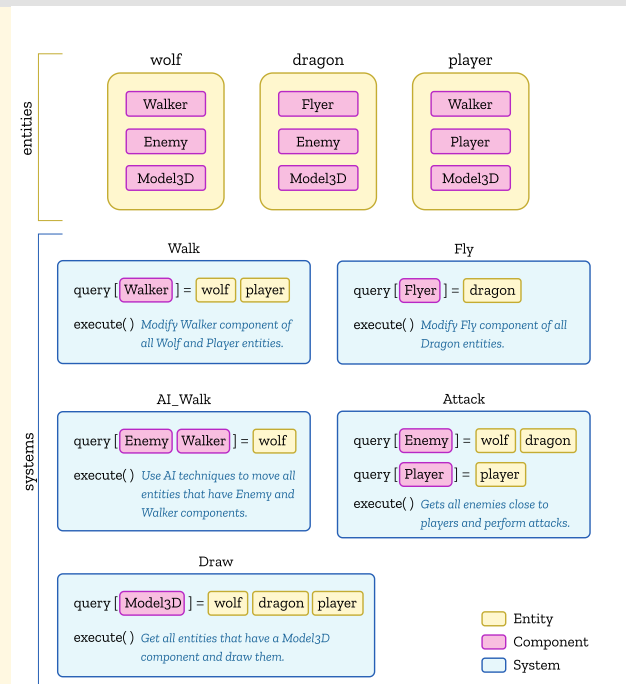 wolf dragon player
entities
Walker Flyer Walker
Enemy Enemy Player
Model3D Model3D Model3D
systems
Walk
query [ Walker ] = wolf player
execute( ) Modify Walker component of
all Wolf and Player entities.
Fly
query [ Flyer ] = dragon
execute( ) Modify Fly component of all
Dragon entities.
AI_Walk
query [ Enemy Walker ] = wolf
execute( ) Use AI techniques to move all
entities that have Enemy and
Walker components.
Attack
query [ Enemy ] = wolf dragon
query [ Player ] = player
execute( ) Gets all enemies close to
players and perform attacks.
Draw
query [ Model3D ] = wolf dragon player
execute( ) Get all entities that have a Model3D
component and draw them.
Entity
Component
System